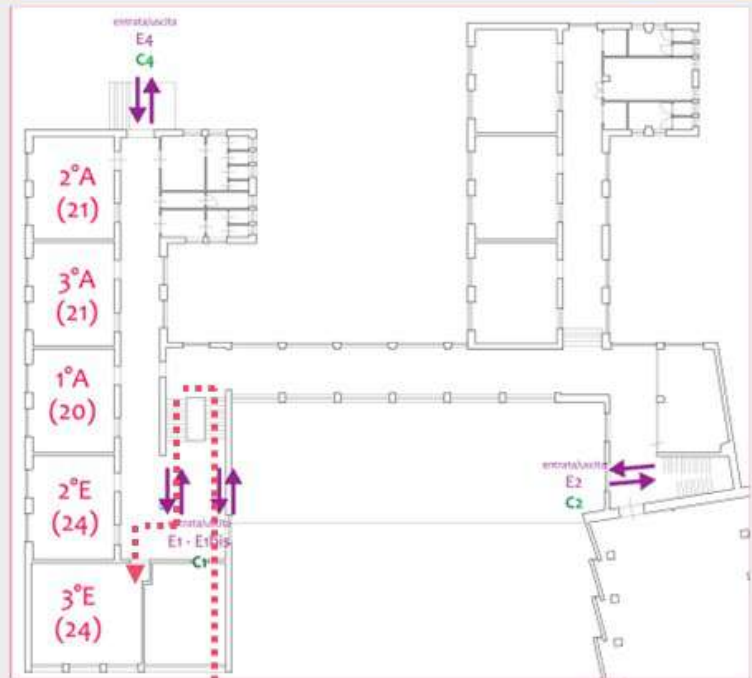 entrata/uscita
E4
C4
2°A
(21)
3°A
(21)
1°A
(20)
2°E
(24)
3°E
(24)
entrata/uscita
E1 - E1bis
C1
entrata/uscita
E2
C2